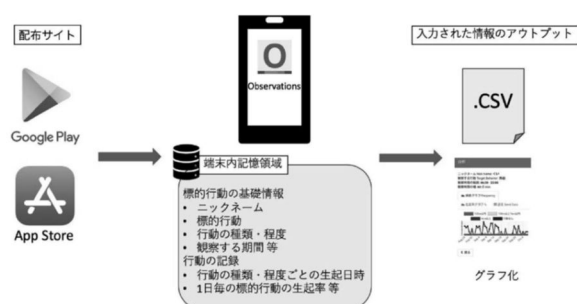 配布サイト
Google Play
App Store
O
Observations
端末内記憶領域
標的行動の基礎情報
• ニックネーム
• 標的行動
• 行動の種類・程度
• 観察する期間 等
行動の記録
• 行動の種類・程度ごとの生起日時
• 1日毎の標的行動の生起率 等
入力された情報のアウトプット
.CSV
グラフ化